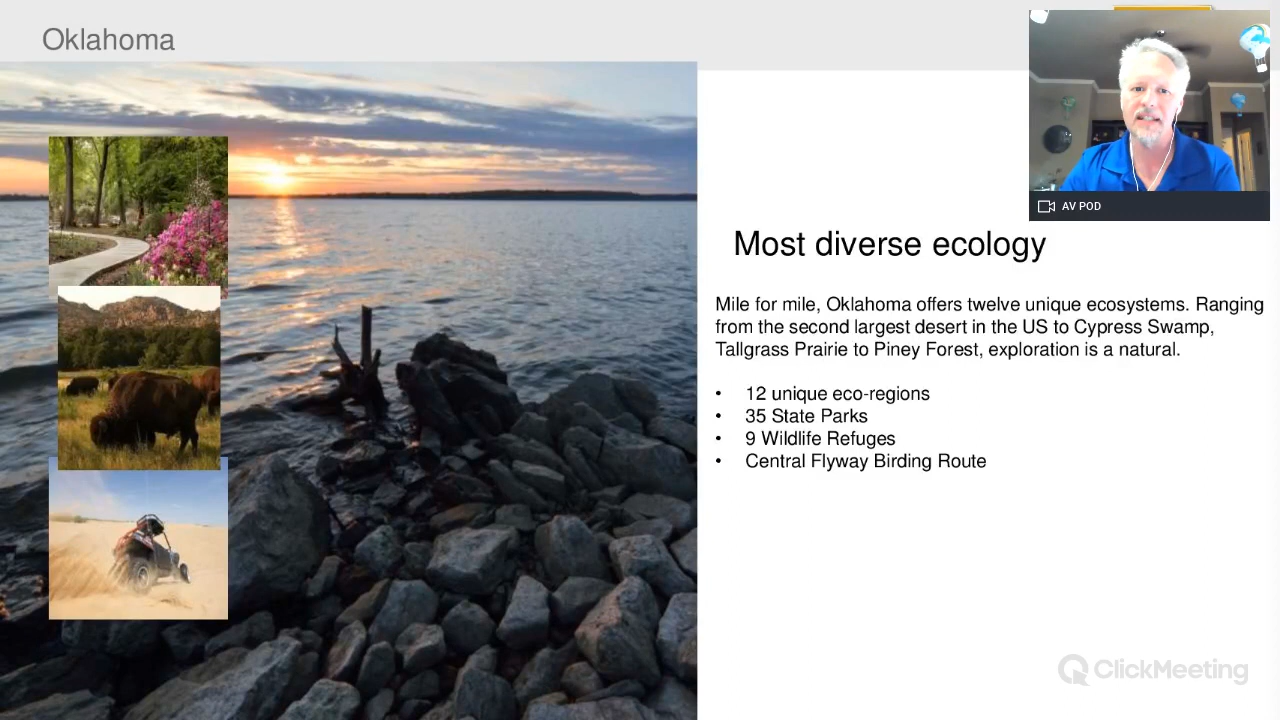 Oklahoma
AV POD
Most diverse ecology
Mile for mile, Oklahoma offers twelve unique ecosystems. Ranging
from the second largest desert in the US to Cypress Swamp,
Tallgrass Prairie to Piney Forest, exploration is a natural.
• 12 unique eco-regions
• 35 State Parks
• 9 Wildlife Refuges
• Central Flyway Birding Route
ClickMeeting